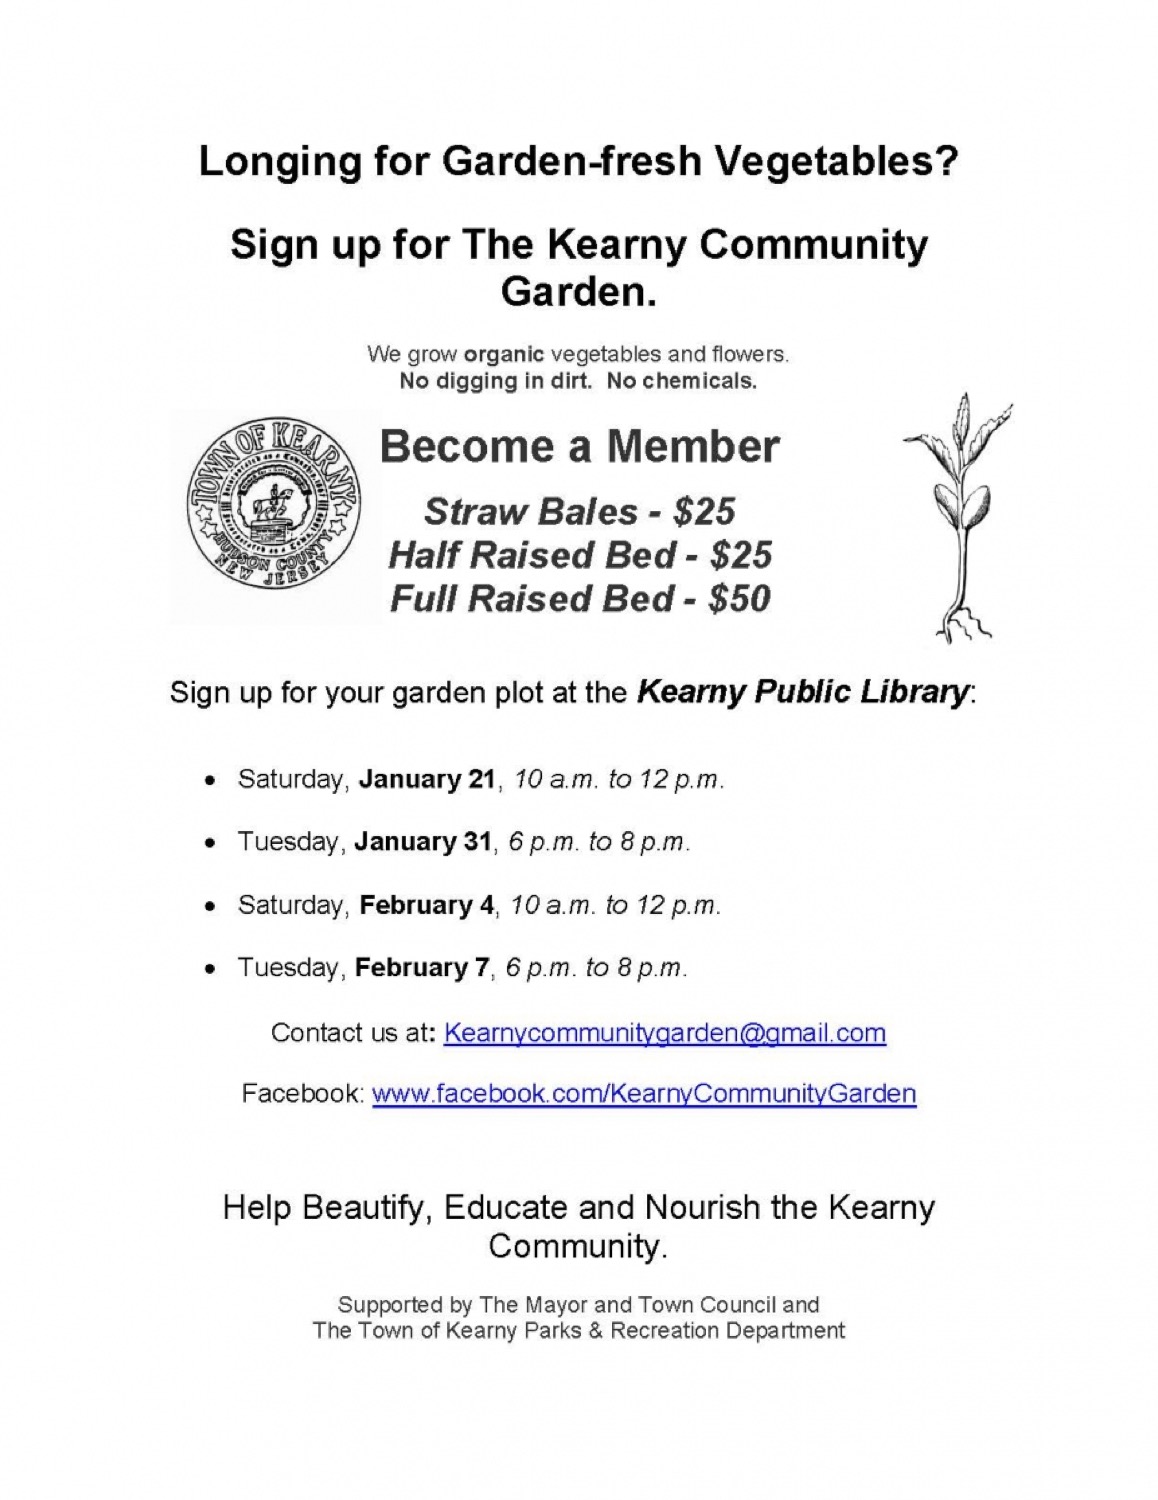 Longing for Garden-fresh Vegetables?
Sign up for The Kearny Community
Garden.
We grow organic vegetables and flowers.
No digging in dirt.  No chemicals.
TOWN OF KEARNY
HUDSON COUNTY
NEW JERSEY
Become a Member
Straw Bales - $25
Half Raised Bed - $25
Full Raised Bed - $50
Sign up for your garden plot at the Kearny Public Library:
• Saturday, January 21, 10 a.m. to 12 p.m.
• Tuesday, January 31, 6 p.m. to 8 p.m.
• Saturday, February 4, 10 a.m. to 12 p.m.
• Tuesday, February 7, 6 p.m. to 8 p.m.
Contact us at: Kearnycommunitygarden@gmail.com
Facebook: www.facebook.com/KearnyCommunityGarden
Help Beautify, Educate and Nourish the Kearny
Community.
Supported by The Mayor and Town Council and
The Town of Kearny Parks & Recreation Department